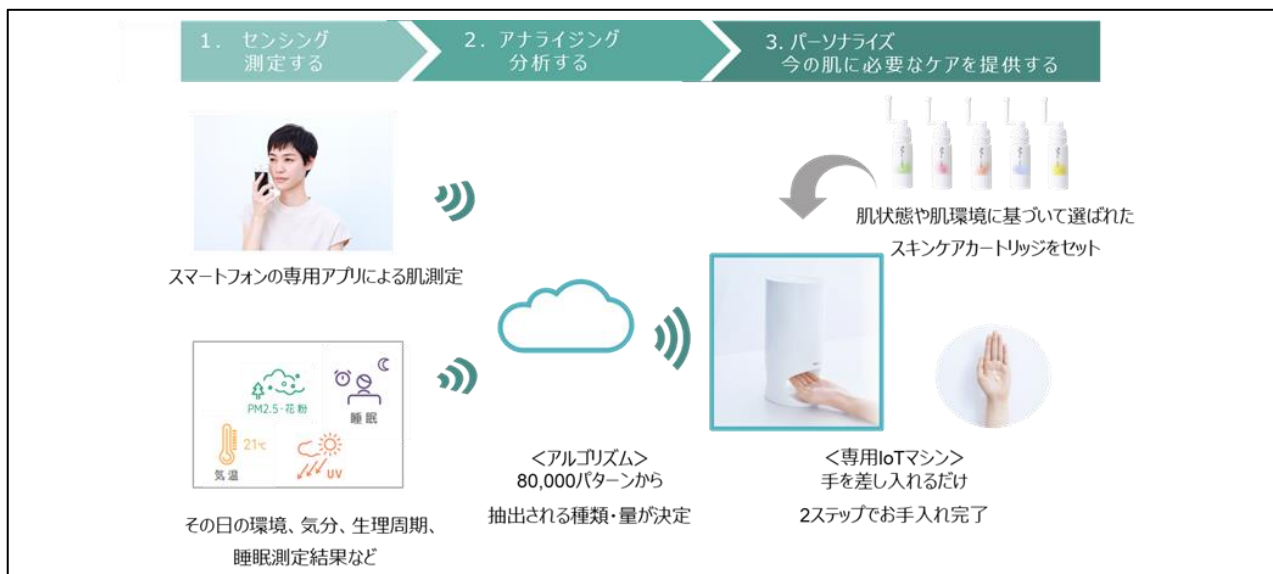 1. センシング
測定する
2. アナライジング
分析する
3. パーソナライズ
今の肌に必要なケアを提供する
スマートフォンの専用アプリによる肌測定
肌状態や肌環境に基づいて選ばれた
スキンケアカートリッジをセット
PM2.5・花粉
睡眠
21℃
気温
UV
その日の環境、気分、生理周期、
睡眠測定結果など
＜アルゴリズム＞
80,000パターンから
抽出される種類・量が決定
＜専用IoTマシン＞
手を差し入れるだけ
2ステップでお手入れ完了